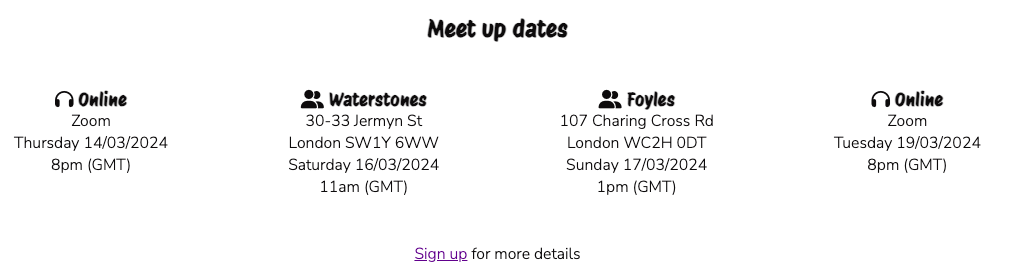 Meet up dates
Online
Zoom
Thursday 14/03/2024
8pm (GMT)
Waterstones
30-33 Jermyn St
London SW1Y 6WW
Saturday 16/03/2024
11am (GMT)
Foyles
107 Charing Cross Rd
London WC2H 0DT
Sunday 17/03/2024
1pm (GMT)
Online
Zoom
Tuesday 19/03/2024
8pm (GMT)
Sign up for more details